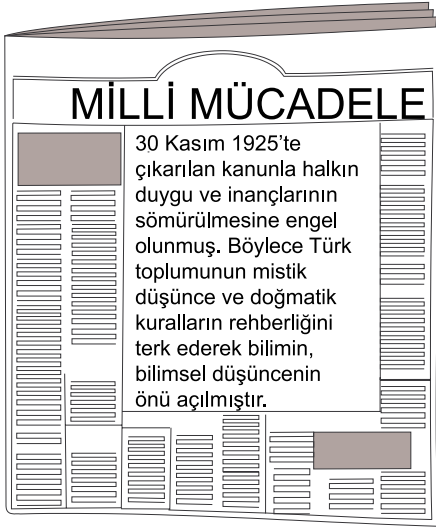 MİLLİ MÜCADELE
30 Kasım 1925'te
çıkarılan kanunla halkın
duygu ve inançlarının
sömürülmesine engel
olunmuş. Böylece Türk
toplumunun mistik
düşünce ve doğmatik
kuralların rehberliğini
terk ederek bilimin,
bilimsel düşüncenin
önü açılmıştır.